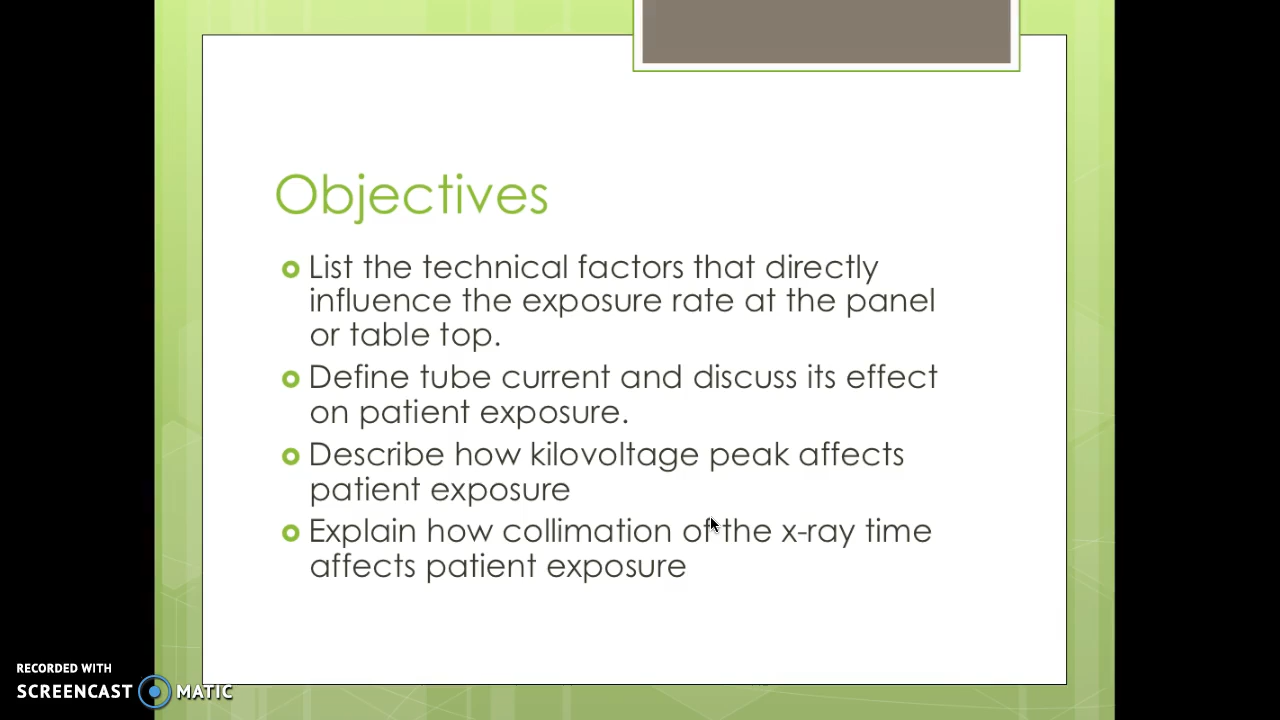 Objectives
List the technical factors that directly
influence the exposure rate at the panel
or table top.
Define tube current and discuss its effect
on patient exposure.
Describe how kilovoltage peak affects
patient exposure
Explain how collimation of the x-ray time
affects patient exposure
RECORDED WITH
SCREENCAST MATIC